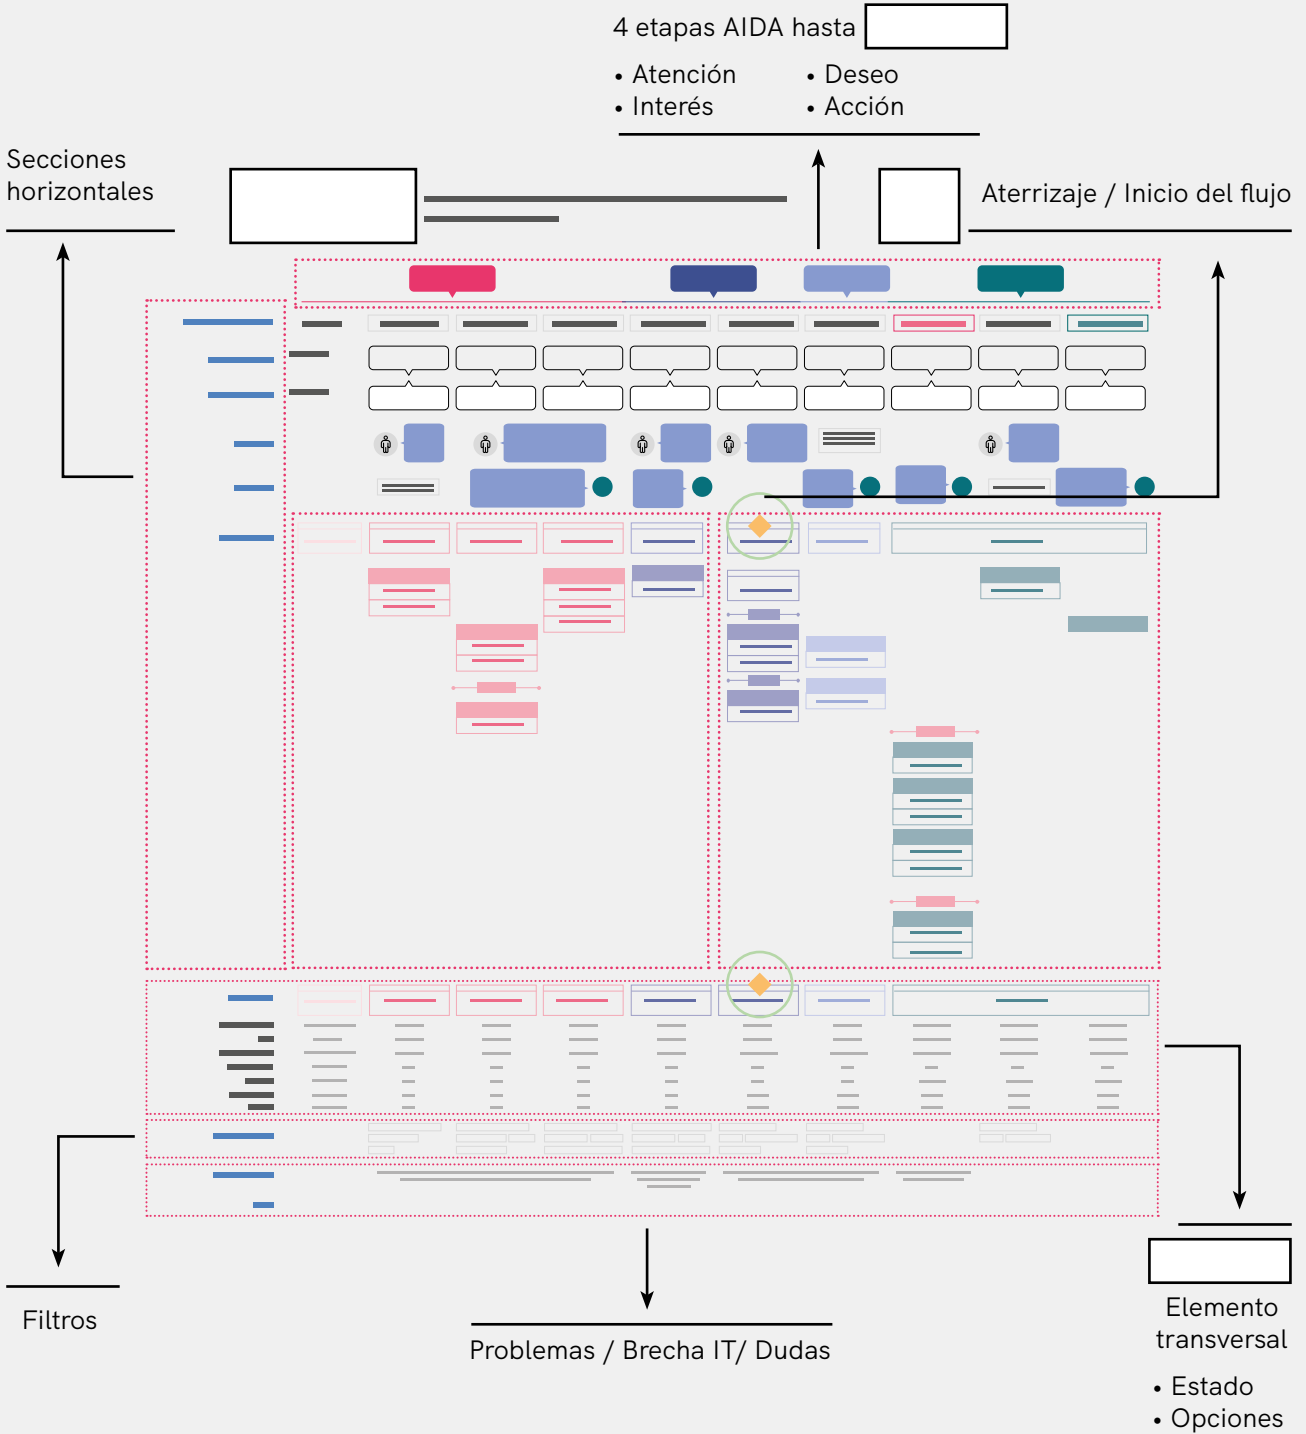 4 etapas AIDA hasta
• Atención
• Interés
• Deseo
• Acción
Secciones
horizontales
Aterrizaje / Inicio del flujo
Filtros
Problemas / Brecha IT/ Dudas
Elemento
transversal
• Estado
• Opciones